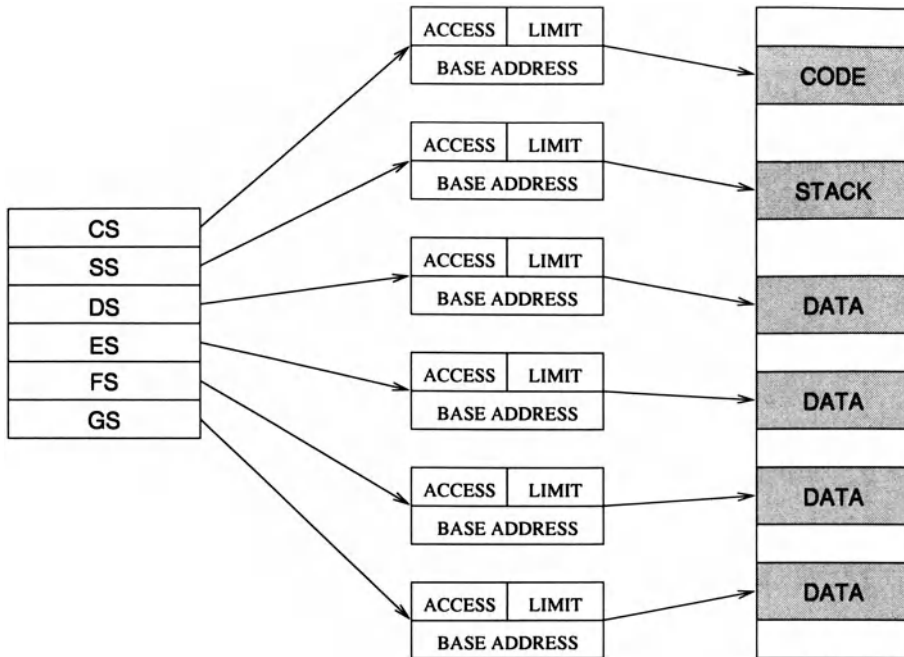 CS
SS
DS
ES
FS
GS
ACCESS LIMIT
BASE ADDRESS
ACCESS LIMIT
BASE ADDRESS
ACCESS LIMIT
BASE ADDRESS
ACCESS LIMIT
BASE ADDRESS
ACCESS LIMIT
BASE ADDRESS
ACCESS LIMIT
BASE ADDRESS
CODE
STACK
DATA
DATA
DATA
DATA